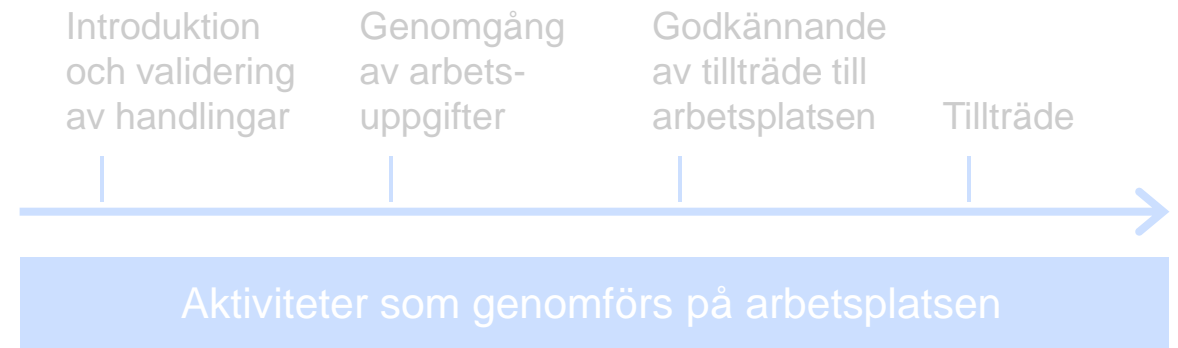 Introduktion
och validering
av handlingar
Genomgång
av arbets-
uppgifter
Godkännande
av tillträde till
arbetsplatsen
Tillträde
Aktiviteter som genomförs på arbetsplatsen